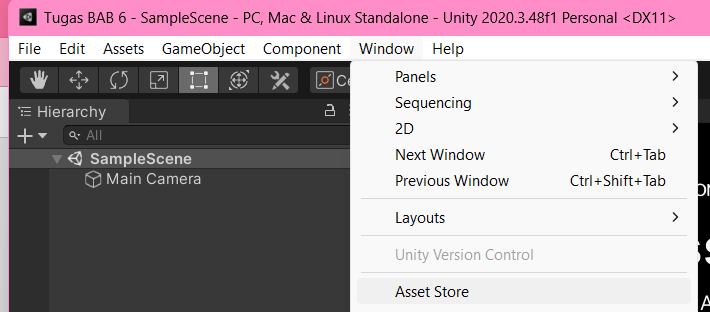 Tugas BAB 6 - SampleScene - PC, Mac & Linux Standalone - Unity 2020.3.48f1 Personal <DX11>
File Edit Assets GameObject Component Window Help
Ce
Panels
Hierarchy
Sequencing
All
2D
SampleScene
Next Window Ctrl+Tab
Main Camera
Previous Window Ctrl+Shift+Tab
Layouts
Unity Version Control
Asset Store
A